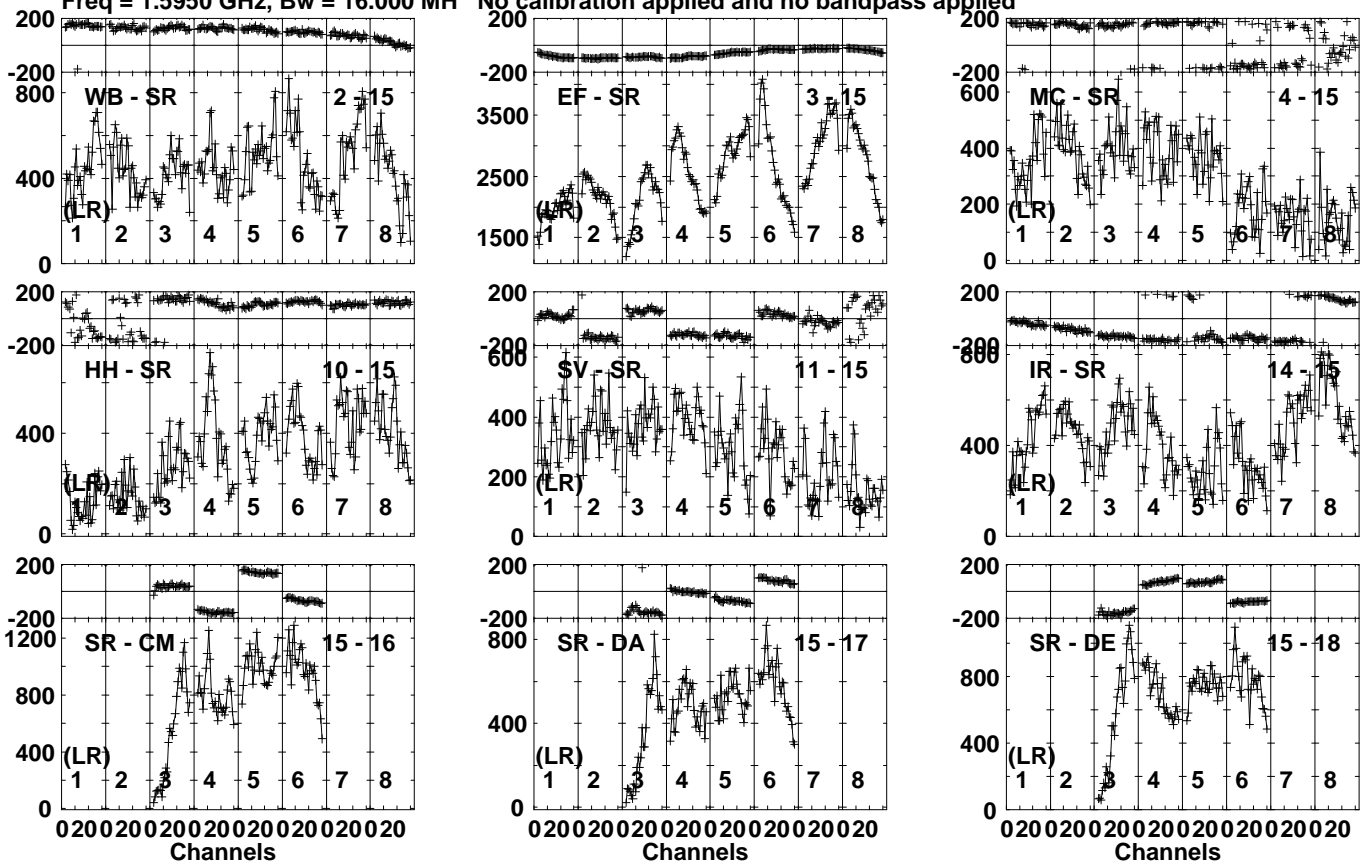 Freq = 1.5950 GHz, Bw = 16.000 MH No calibration applied and no bandpass applied
200 200 200
-200 -200 -200
WB - SR 2 - 15 EF - SR 3 - 15 MC - SR 4 - 15
800 3500 600
400 2500 400
200
(LR) (LR) (LR)
1 2 3 4 5 6 7 8 1 2 3 4 5 6 7 8 1 2 3 4 5 6 7 8
0 1500 0
200 200 200
-200 -200 -200
HH - SR 10 - 15 SV - SR 11 - 15 IR - SR 14 - 15
600 800
400 400 400
200
(LR) (LR) (LR)
1 2 3 4 5 6 7 8 1 2 3 4 5 6 7 8 1 2 3 4 5 6 7 8
0 0 0
200 200 200
-200 -200 -200
SR - CM 15 - 16 SR - DA 15 - 17 SR - DE 15 - 18
1200 800
800 400 800
400 400
(LR) (LR) (LR)
1 2 3 4 5 6 7 8 1 2 3 4 5 6 7 8 1 2 3 4 5 6 7 8
0 0 0
0 20 0 20 0 20 0 20 0 20 0 20 0 20 0 20 0 20 0 20 0 20 0 20 0 20 0 20 0 20 0 20 0 20 0 20 0 20 0 20 0 20 0 20 0 20 0 20
Channels Channels Channels